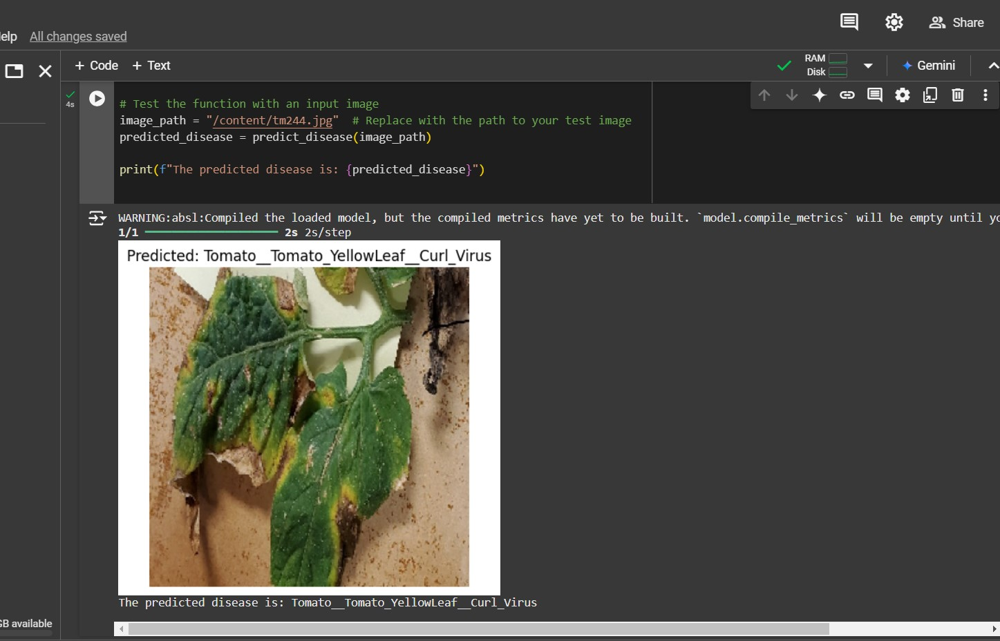 elp All changes saved
Share
+ Code + Text
RAM
Disk
Gemini
4s
# Test the function with an input image
image_path = "/content/tm244.jpg"  # Replace with the path to your test image
predicted_disease = predict_disease(image_path)
print(f"The predicted disease is: {predicted_disease}")
WARNING:absl:Compiled the loaded model, but the compiled metrics have yet to be built. `model.compile_metrics` will be empty until yo
1/1 2s 2s/step
Predicted: Tomato__Tomato_YellowLeaf__Curl_Virus
The predicted disease is: Tomato__Tomato_YellowLeaf__Curl_Virus
GB available